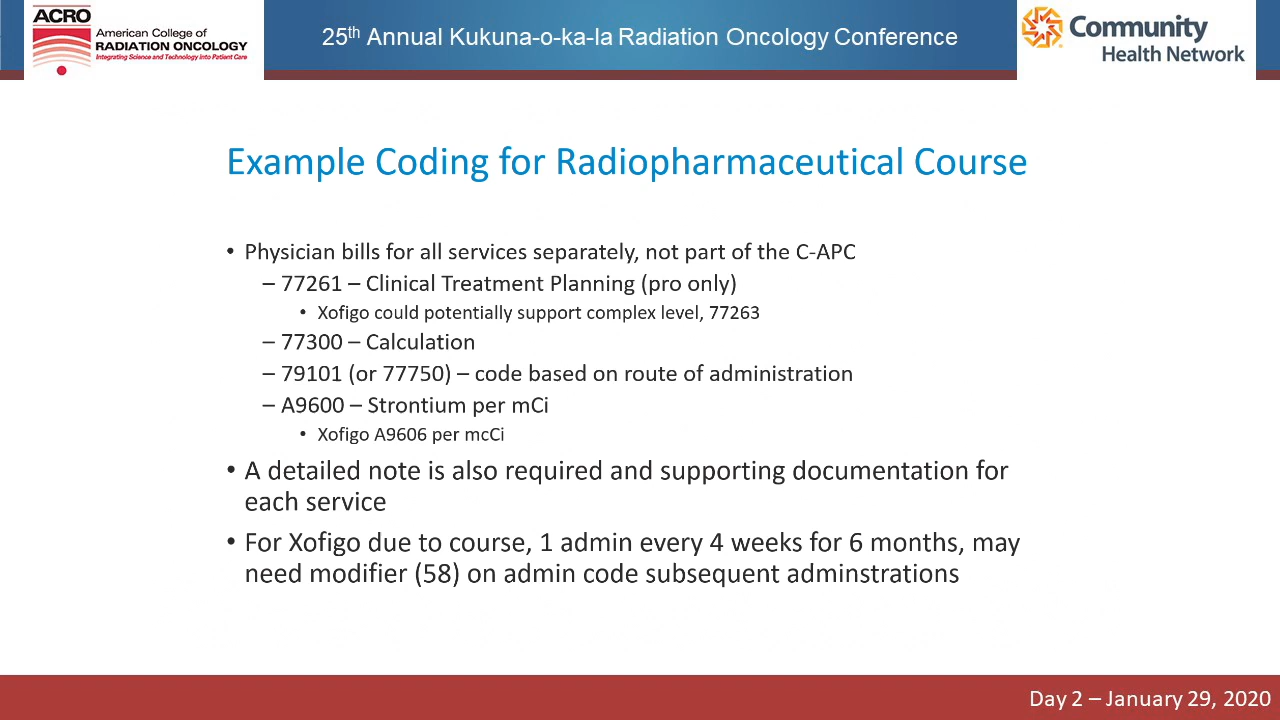 ACRO
American College of
RADIATION ONCOLOGY
Integrating Science and Technology Into Patient Care
25th Annual Kukuna-o-ka-la Radiation Oncology Conference
Community
Health Network
Example Coding for Radiopharmaceutical Course
• Physician bills for all services separately, not part of the C-APC
– 77261 – Clinical Treatment Planning (pro only)
• Xofigo could potentially support complex level, 77263
– 77300 – Calculation
– 79101 (or 77750) – code based on route of administration
– A9600 – Strontium per mCi
• Xofigo A9606 per mcCi
• A detailed note is also required and supporting documentation for
each service
• For Xofigo due to course, 1 admin every 4 weeks for 6 months, may
need modifier (58) on admin code subsequent adminstrations
Day 2 – January 29, 2020